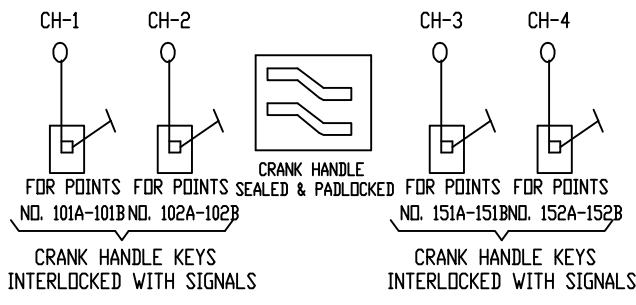 CH-1 CH-2 CH-3 CH-4
CRANK HANDLE
SEALED & PADLOCKED
FOR POINTS FOR POINTS FOR POINTS FOR POINTS
NO. 101A-101B NO. 102A-102B NO. 151A-151B NO. 152A-152B
CRANK HANDLE KEYS CRANK HANDLE KEYS
INTERLOCKED WITH SIGNALS INTERLOCKED WITH SIGNALS